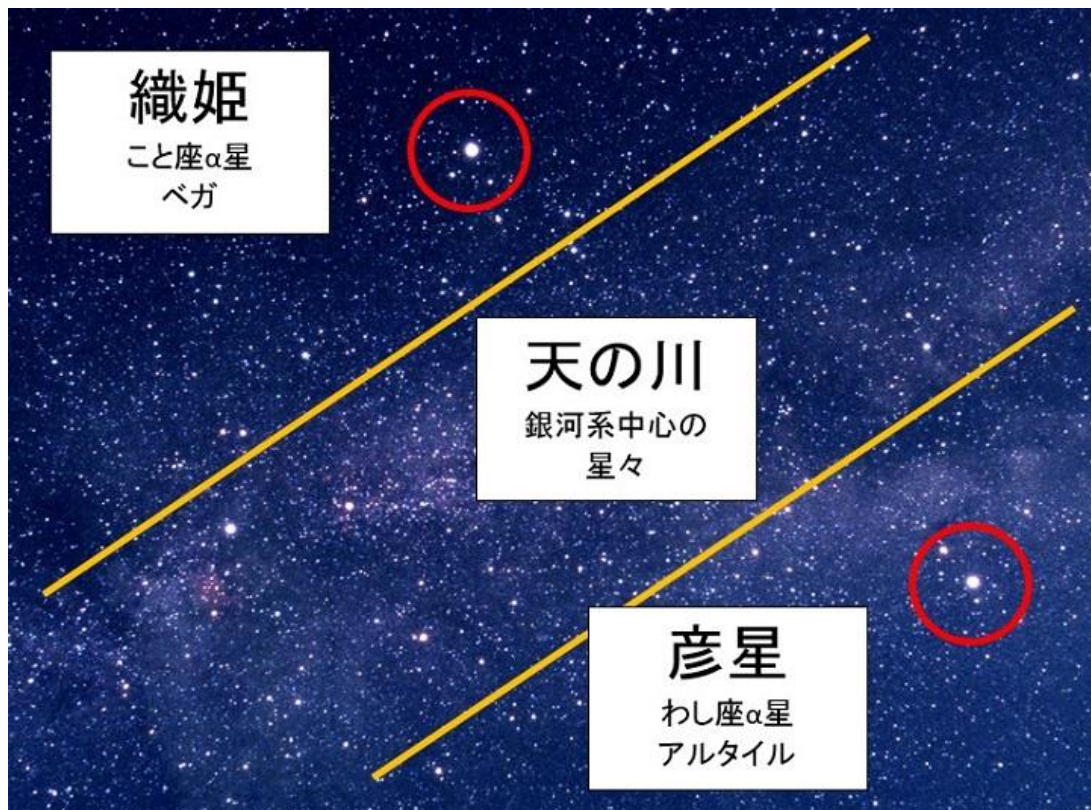 織姫
こと座α星
ベガ
天の川
銀河系中心の
星々
彦星
わし座α星
アルタイル